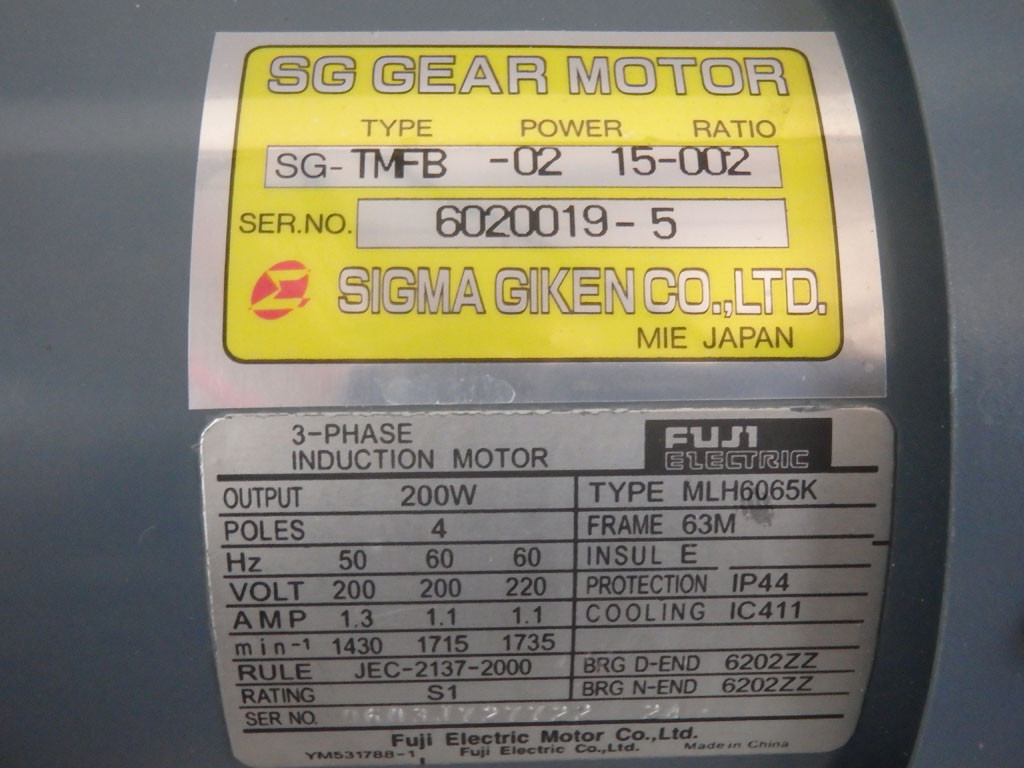 SG GEAR MOTOR
TYPE POWER RATIO
SG- TMFB -02 15-002
SER.NO. 6020019-5
SIGMA GIKEN CO.,LTD.
MIE JAPAN
3-PHASE
INDUCTION MOTOR
FUJI
ELECTRIC
OUTPUT 200W TYPE MLH6065K
POLES 4 FRAME 63M
Hz 50 60 60 INSUL E
VOLT 200 200 220 PROTECTION IP44
AMP 1.3 1.1 1.1 COOLING IC411
min-1 1430 1715 1735
RULE JEC-2137-2000 BRG D-END 6202ZZ
RATING S1 BRG N-END 6202ZZ
SER NO.
Fuji Electric Motor Co.,Ltd.
YM531788-1 Fuji Electric Co.,Ltd. Made in China